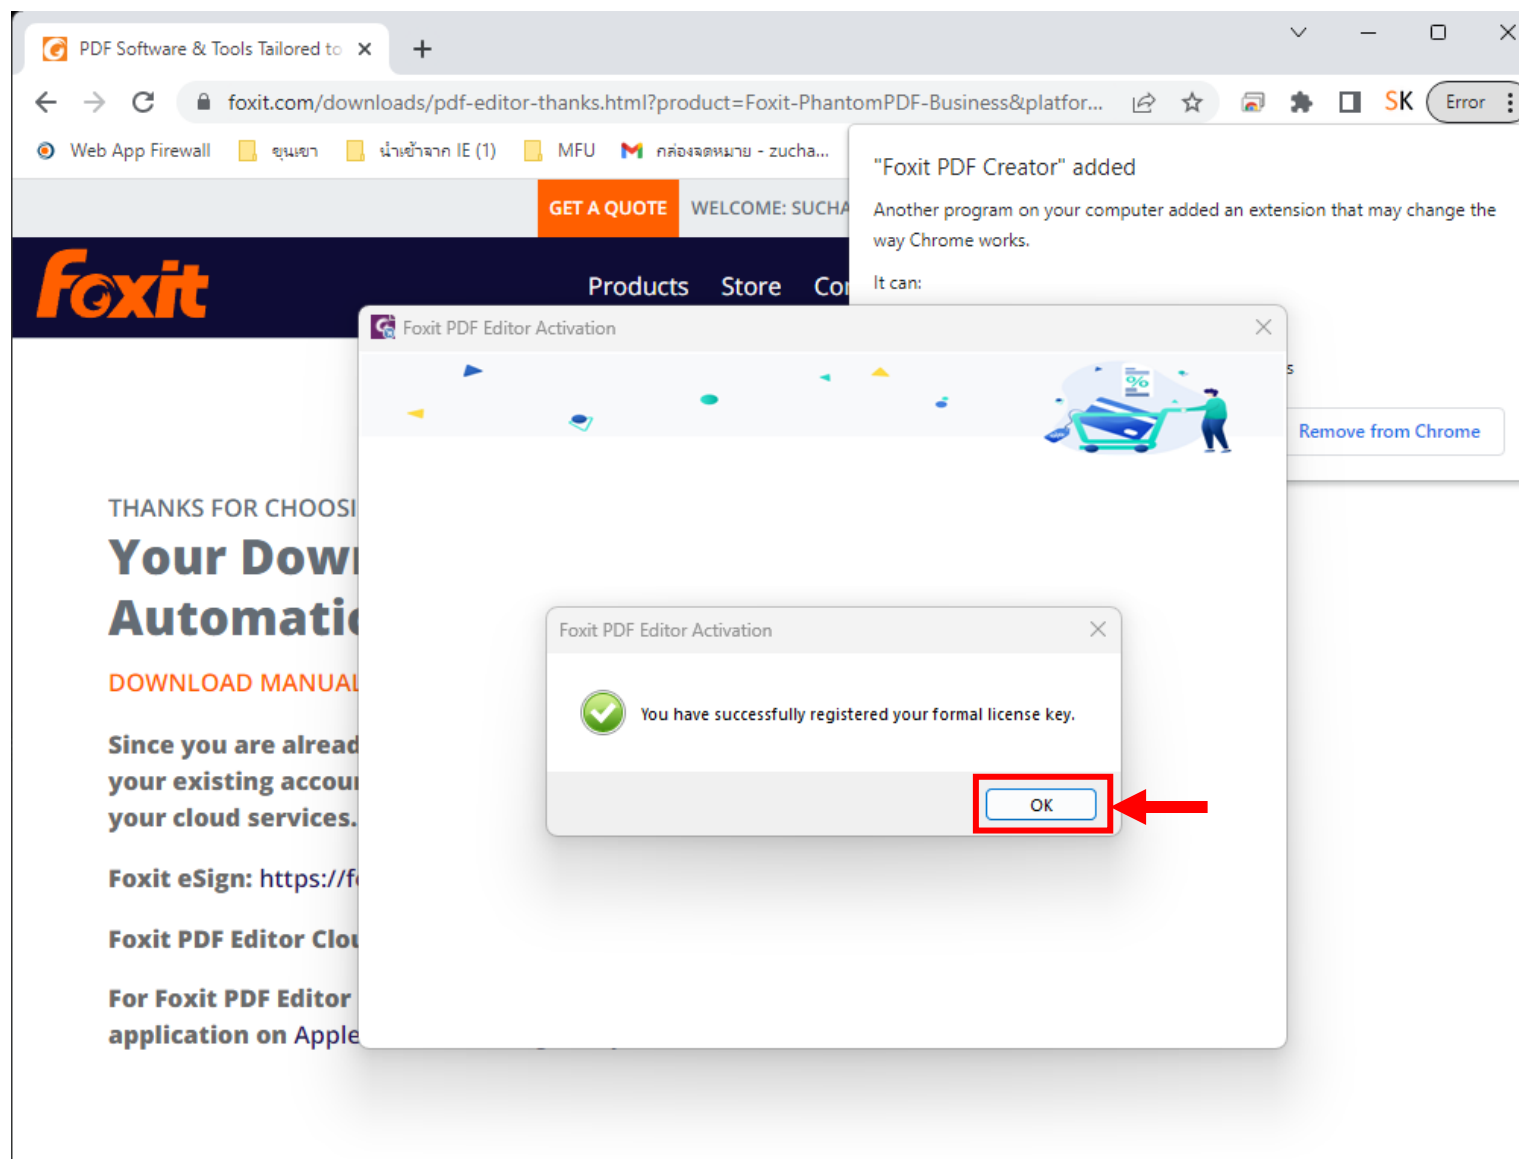 PDF Software & Tools Tailored to
foxit.com/downloads/pdf-editor-thanks.html?product=Foxit-PhantomPDF-Business&platfor...
SK
Error
Web App Firewall
ขุนเขา
นำเข้าจาก IE (1)
MFU
กล่องจดหมาย - zucha...
"Foxit PDF Creator" added
Another program on your computer added an extension that may change the
way Chrome works.
It can:
s
Remove from Chrome
GET A QUOTE
WELCOME: SUCHA
foxit
Products
Store
Co
Foxit PDF Editor Activation
%
THANKS FOR CHOOSI
Your Dow
Automati
DOWNLOAD MANUAL
Since you are alread
your existing accou
your cloud services.
Foxit eSign: https://f
Foxit PDF Editor Clo
For Foxit PDF Editor
application on Apple
Foxit PDF Editor Activation
You have successfully registered your formal license key.
OK